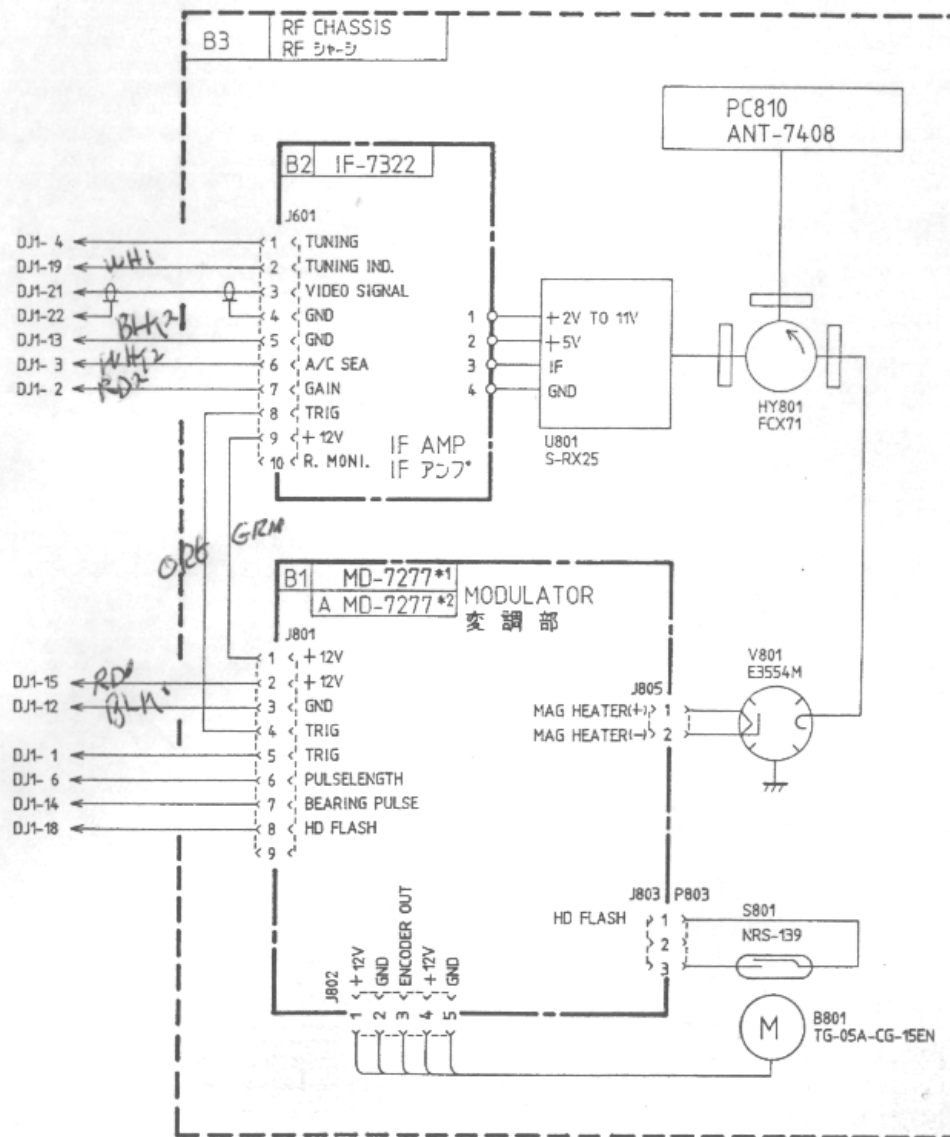 B3 RF CHASSIS
RF シャーシ
PC810
ANT-7408
B2 IF-7322
J601
DJ1- 4 1 TUNING
DJ1-19 WH1 2 TUNING IND.
DJ1-21 3 VIDEO SIGNAL
DJ1-22 4 GND
DJ1-13 BLK2 5 GND
DJ1- 3 WHT2 6 A/C SEA
DJ1- 2 RD2 7 GAIN
8 TRIG
9 +12V
10 R. MONI.
1 +2V TO 11V
2 +5V
3 IF
4 GND
IF AMP
IF アンプ
U801
S-RX25
HY801
FCX71
ORG GRN
B1 MD-7277*1
A MD-7277*2
MODULATOR
変調部
J801
1 +12V
DJ1-15 RD 2 +12V
DJ1-12 BLK 3 GND
4 TRIG
DJ1- 1 5 TRIG
DJ1- 6 6 PULSELENGTH
DJ1-14 7 BEARING PULSE
DJ1-18 8 HD FLASH
9
J805
MAG HEATER(+) 1
MAG HEATER(-) 2
V801
E3554M
J803 P803
HD FLASH 1
2
3
S801
NRS-139
J802
1 +12V
2 GND
3 ENCODER OUT
4 +12V
5 GND
M
B801
TG-05A-CG-15EN